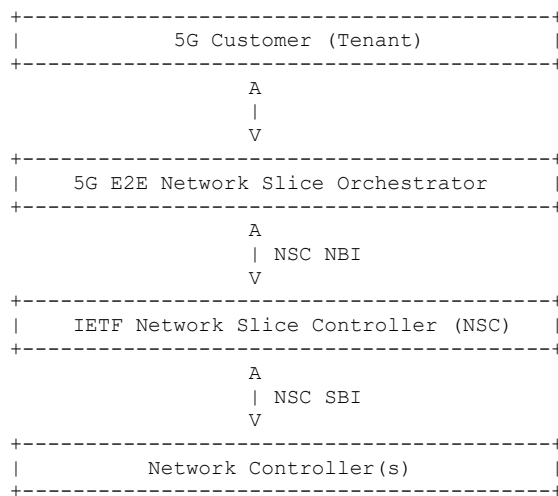 +------------------------------------------+
|         5G Customer (Tenant)             |
+------------------------------------------+
                   A
                   |
                   V
+------------------------------------------+
|    5G E2E Network Slice Orchestrator     |
+------------------------------------------+
                   A
                   | NSC NBI
                   V
+------------------------------------------+
|    IETF Network Slice Controller (NSC)   |
+------------------------------------------+
                   A
                   | NSC SBI
                   V
+------------------------------------------+
|          Network Controller(s)           |
+------------------------------------------+